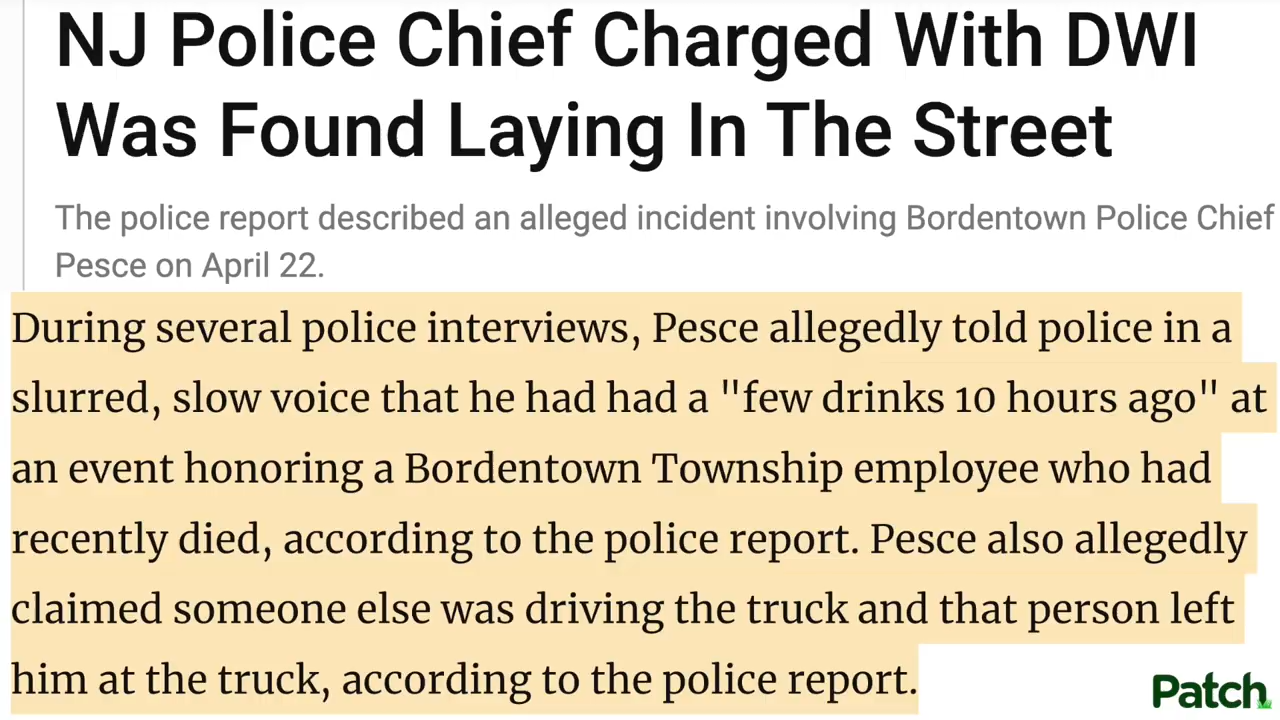 NJ Police Chief Charged With DWI
Was Found Laying In The Street
The police report described an alleged incident involving Bordentown Police Chief
Pesce on April 22.
During several police interviews, Pesce allegedly told police in a
slurred, slow voice that he had had a "few drinks 10 hours ago" at
an event honoring a Bordentown Township employee who had
recently died, according to the police report. Pesce also allegedly
claimed someone else was driving the truck and that person left
him at the truck, according to the police report.
Patch